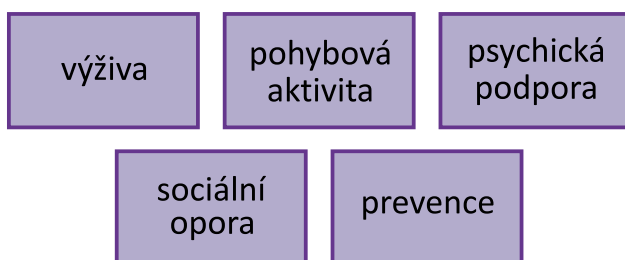 výživa
pohybová
aktivita
psychická
podpora
sociální
opora
prevence